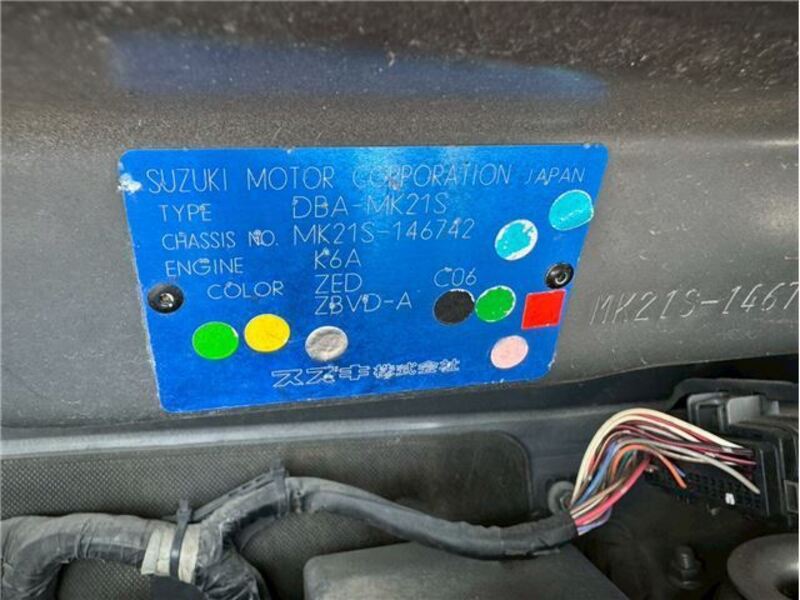 SUZUKI MOTOR CORPORATION JAPAN
TYPE DBA-MK21S
CHASSIS NO. MK21S-146742
ENGINE K6A
COLOR ZED C06
ZBVD-A
スズキ株式会社
MK21S-1467